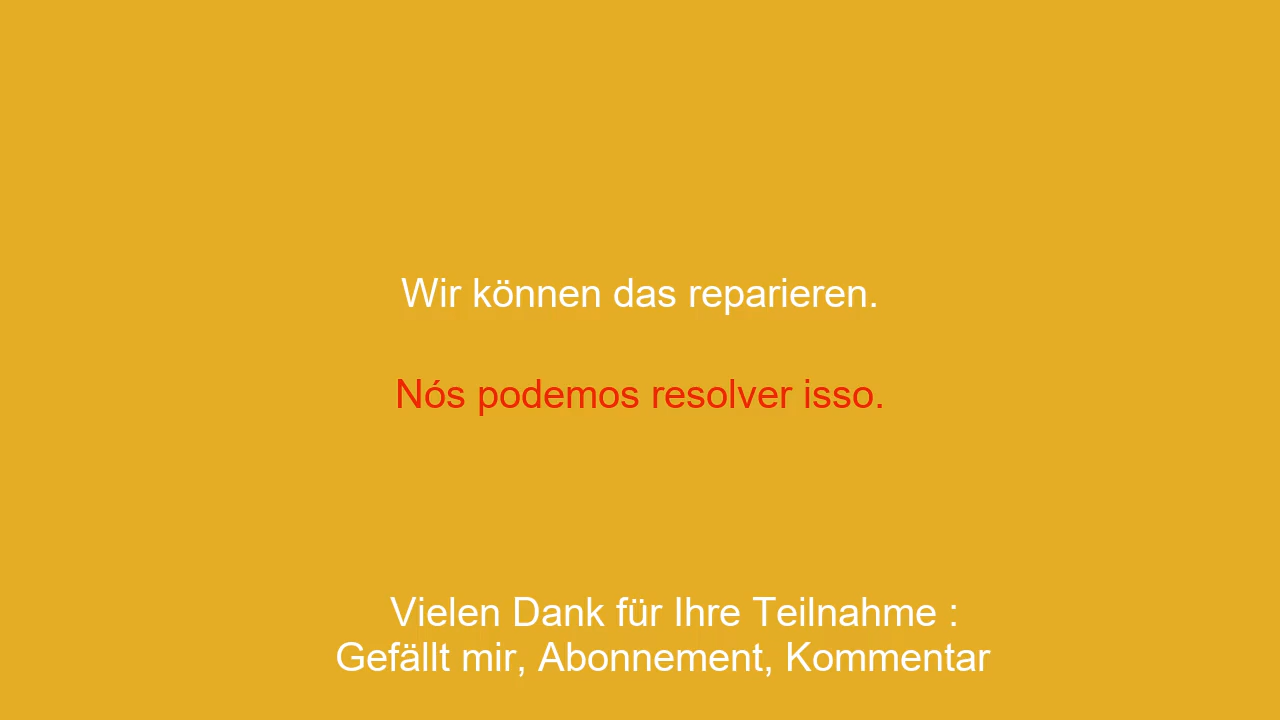 Wir können das reparieren.
Nós podemos resolver isso.
Vielen Dank für Ihre Teilnahme :
Gefällt mir, Abonnement, Kommentar